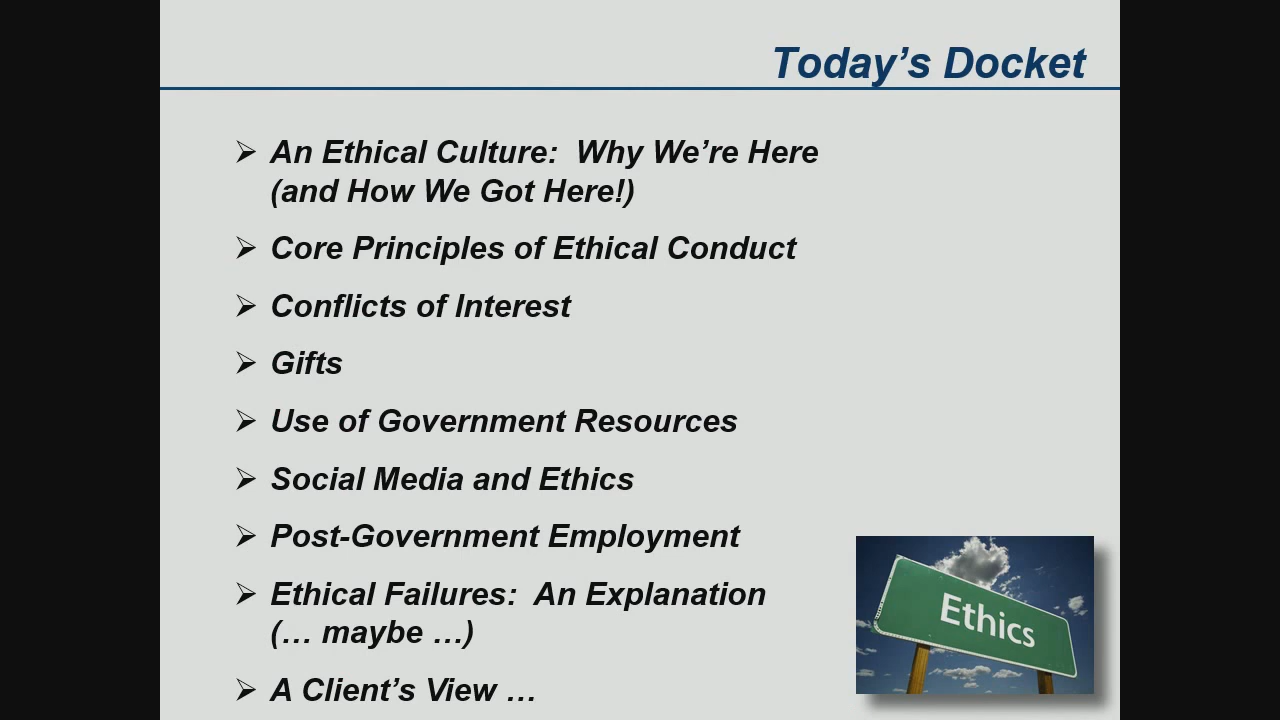 Today's Docket
➢ An Ethical Culture:  Why We're Here
(and How We Got Here!)
➢ Core Principles of Ethical Conduct
➢ Conflicts of Interest
➢ Gifts
➢ Use of Government Resources
➢ Social Media and Ethics
➢ Post-Government Employment
➢ Ethical Failures:  An Explanation
(… maybe …)
➢ A Client's View …
Ethics